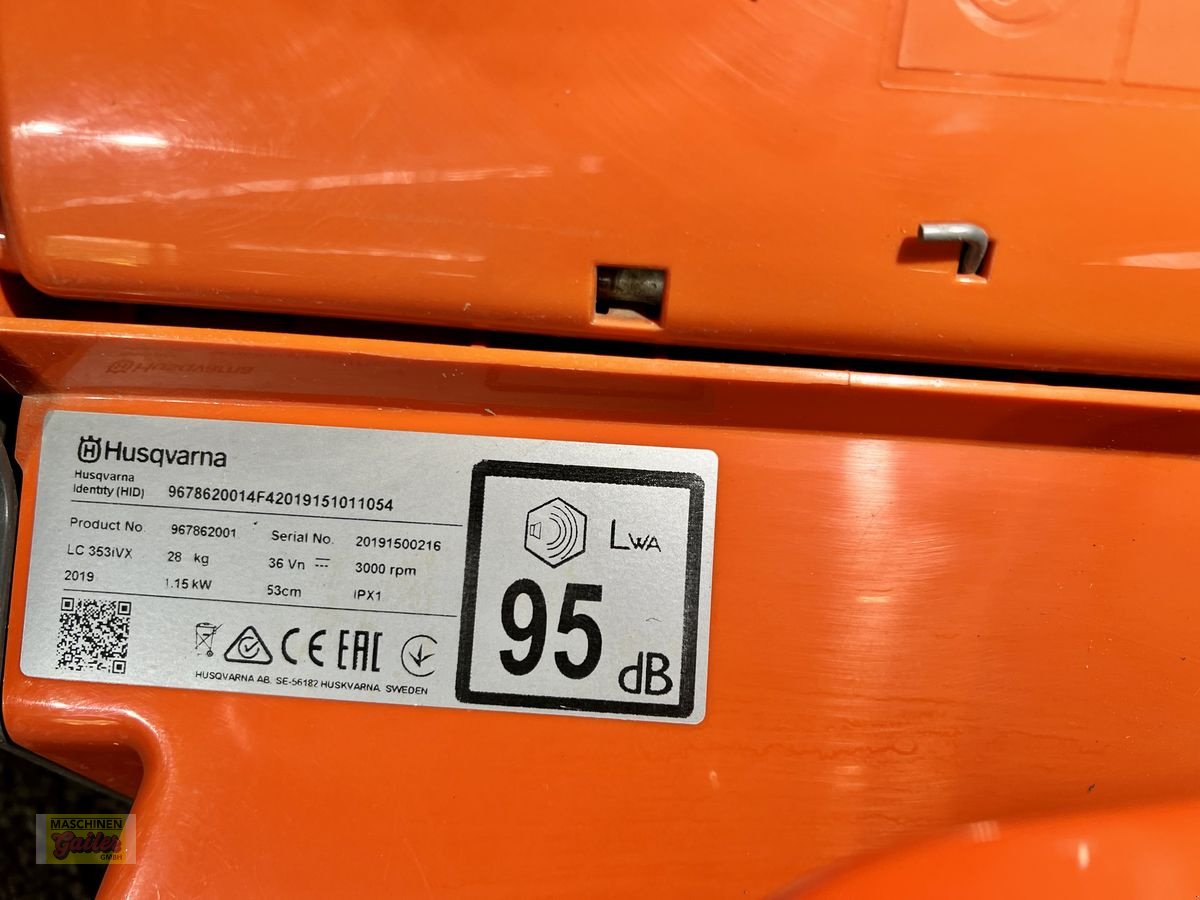 Husqvarna
Husqvarna
Identity (HID) 9678620014F42019151011054
Product No. 967862001 Serial No. 20191500216
LC 353iVX 28 kg 36 Vn 3000 rpm
2019 1.15 kW 53cm IPX1
CE EAC
HUSQVARNA AB, SE-56182 HUSKVARNA, SWEDEN
LWA
95
dB
MASCHINEN
Gailer
GMBH